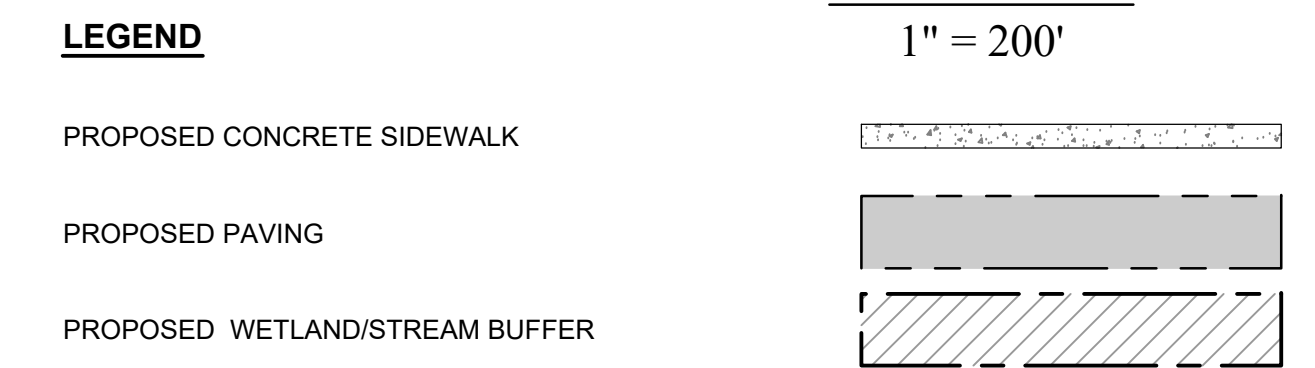 LEGEND
1" = 200'
PROPOSED CONCRETE SIDEWALK
PROPOSED PAVING
PROPOSED WETLAND/STREAM BUFFER